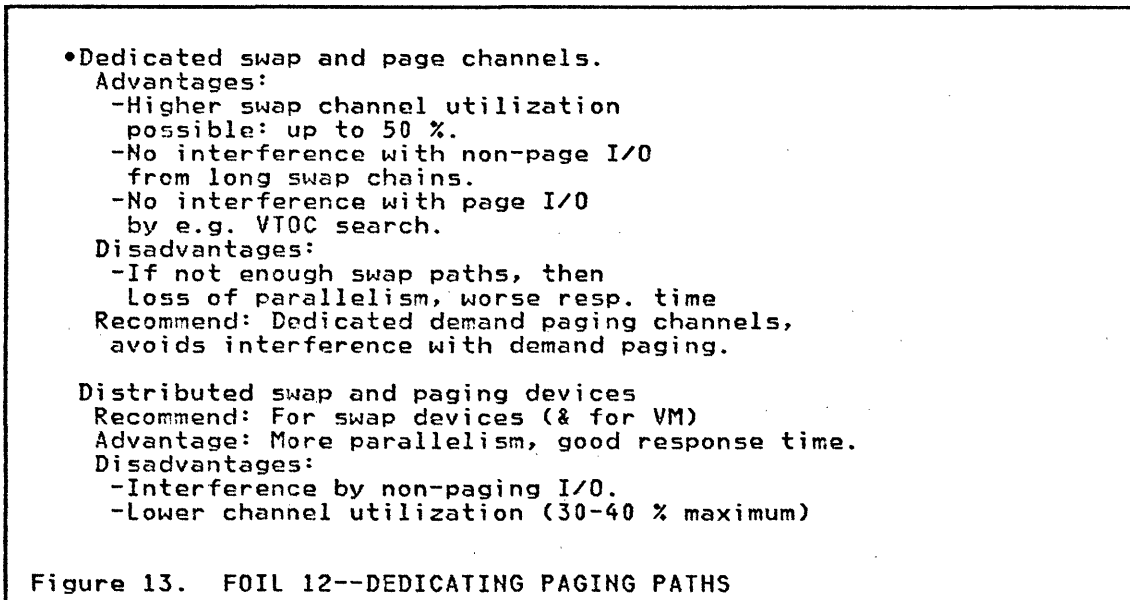 •Dedicated swap and page channels.
Advantages:
-Higher swap channel utilization
possible: up to 50 %.
-No interference with non-page I/O
from long swap chains.
-No interference with page I/O
by e.g. VTOC search.
Disadvantages:
-If not enough swap paths, then
Loss of parallelism, worse resp. time
Recommend: Dedicated demand paging channels,
avoids interference with demand paging.
Distributed swap and paging devices
Recommend: For swap devices (& for VM)
Advantage: More parallelism, good response time.
Disadvantages:
-Interference by non-paging I/O.
-Lower channel utilization (30-40 % maximum)
Figure 13. FOIL 12--DEDICATING PAGING PATHS